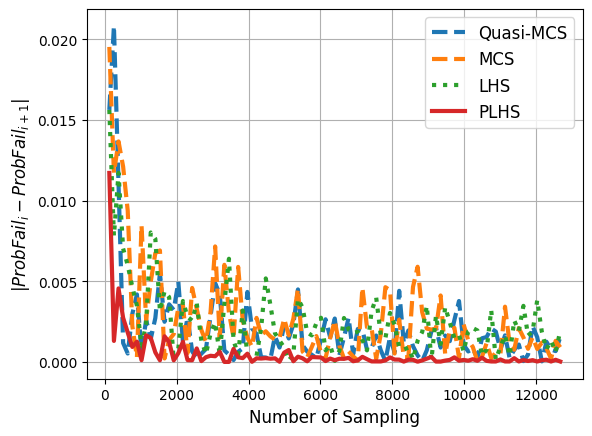 Quasi-MCS
MCS
LHS
PLHS
0.020
0.015
0.010
0.005
0.000
|ProbFail_i − ProbFail_{i+1}|
0 2000 4000 6000 8000 10000 12000
Number of Sampling